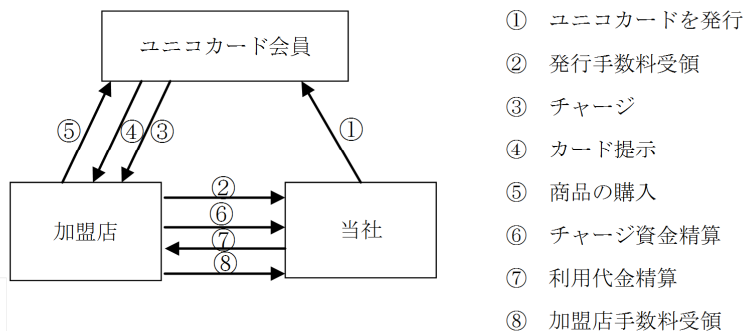 ユニコカード会員
⑤
④
③
①
加盟店
②
⑥
⑦
⑧
当社
① ユニコカードを発行
② 発行手数料受領
③ チャージ
④ カード提示
⑤ 商品の購入
⑥ チャージ資金精算
⑦ 利用代金精算
⑧ 加盟店手数料受領